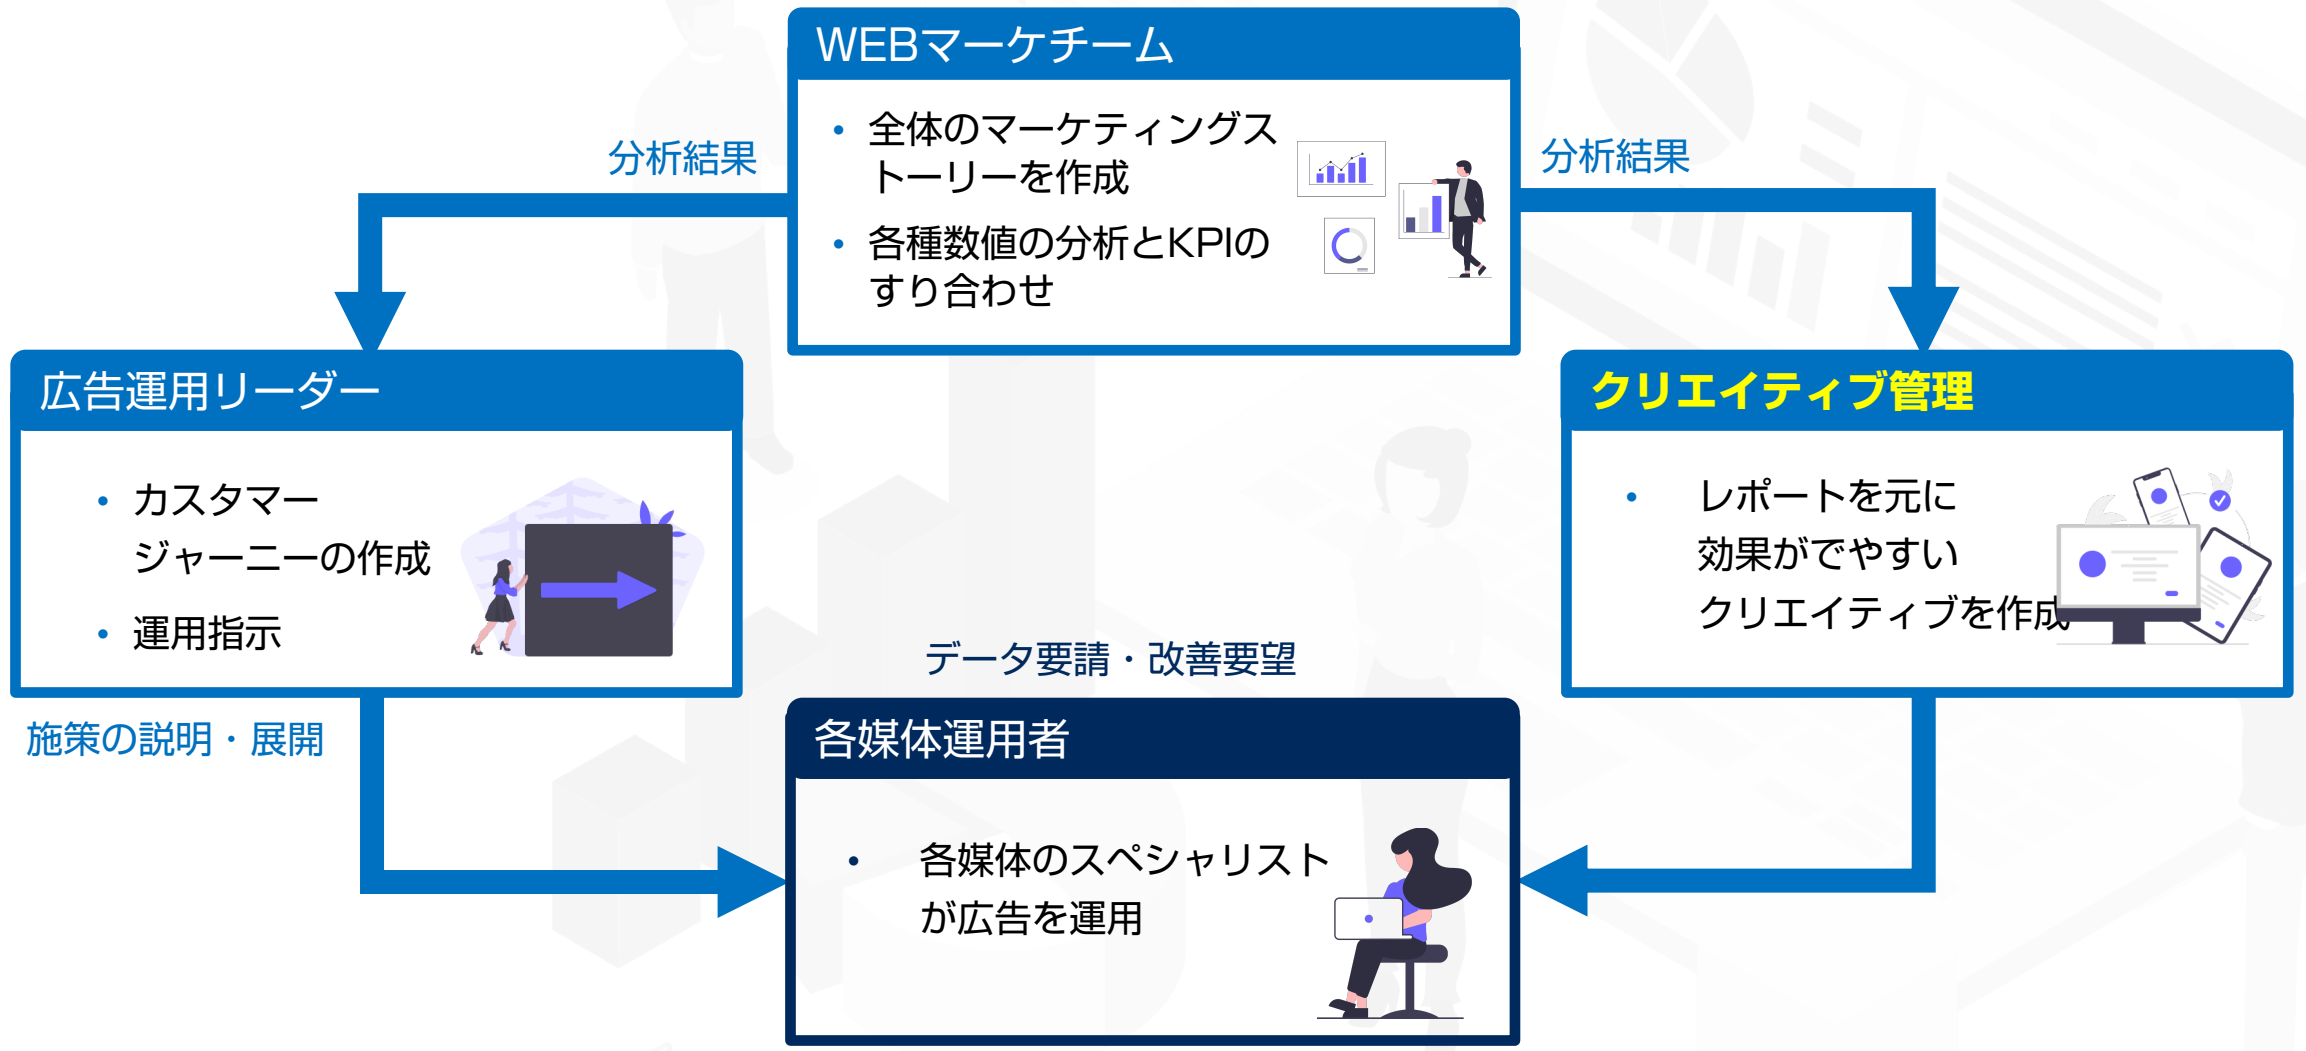 WEBマーケチーム
・全体のマーケティングス
トーリーを作成
・各種数値の分析とKPIの
すり合わせ
分析結果
分析結果
広告運用リーダー
・カスタマー
ジャーニーの作成
・運用指示
クリエイティブ管理
・レポートを元に
効果がでやすい
クリエイティブを作成
施策の説明・展開
データ要請・改善要望
各媒体運用者
・各媒体のスペシャリスト
が広告を運用